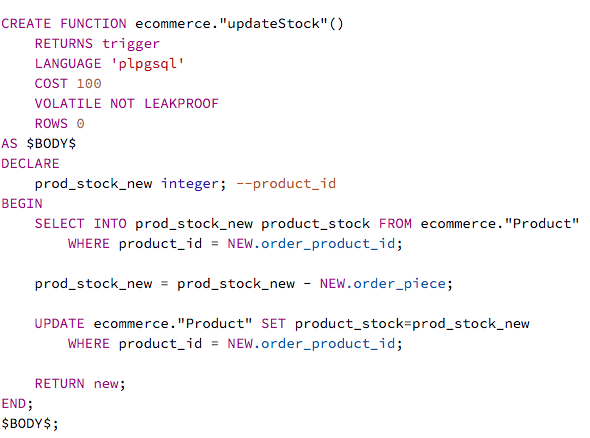 CREATE FUNCTION ecommerce."updateStock"()
    RETURNS trigger
    LANGUAGE 'plpgsql'
    COST 100
    VOLATILE NOT LEAKPROOF
    ROWS 0
AS $BODY$
DECLARE
    prod_stock_new integer; --product_id
BEGIN
    SELECT INTO prod_stock_new product_stock FROM ecommerce."Product"
        WHERE product_id = NEW.order_product_id;

    prod_stock_new = prod_stock_new - NEW.order_piece;

    UPDATE ecommerce."Product" SET product_stock=prod_stock_new
        WHERE product_id = NEW.order_product_id;

    RETURN new;
END;
$BODY$;